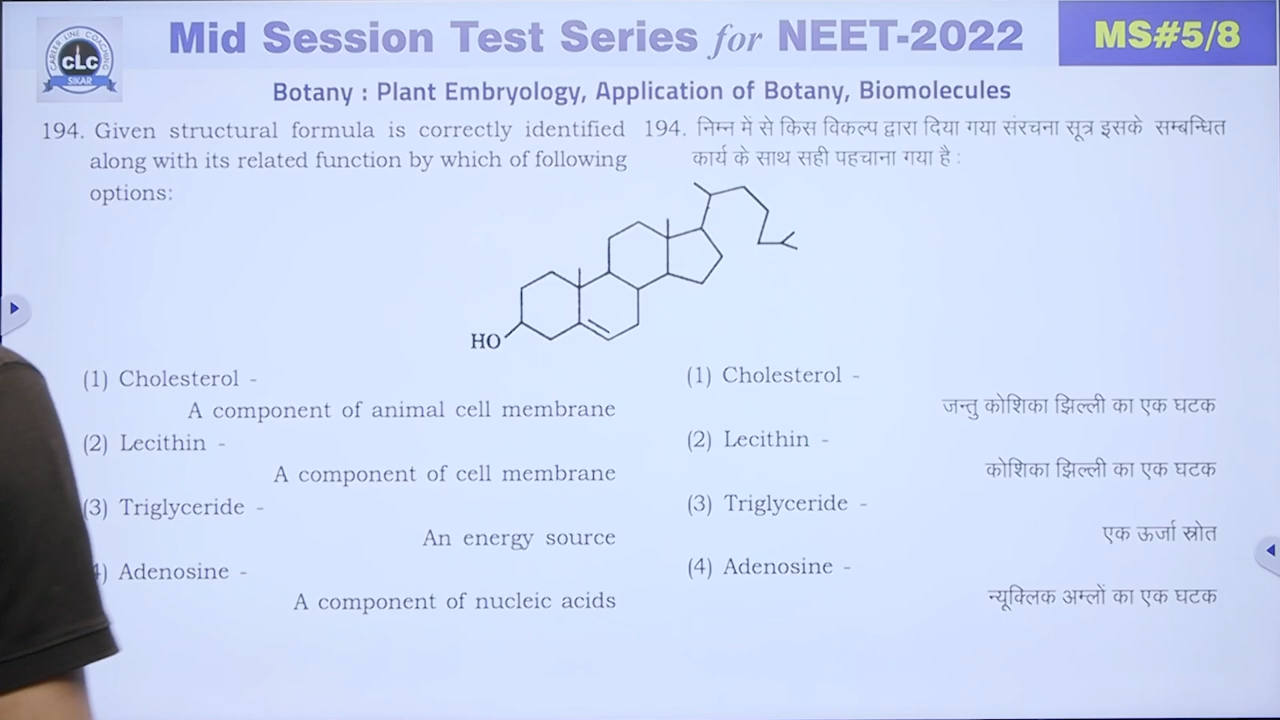 Mid Session Test Series for NEET-2022
MS#5/8
CAREER LINE COACHING
CLC
SIKAR
Botany : Plant Embryology, Application of Botany, Biomolecules
194. Given structural formula is correctly identified
along with its related function by which of following
options:
194. निम्न में से किस विकल्प द्वारा दिया गया संरचना सूत्र इसके सम्बन्धित
कार्य के साथ सही पहचाना गया है :
HO
(1) Cholesterol -
A component of animal cell membrane
(2) Lecithin -
A component of cell membrane
(3) Triglyceride -
An energy source
4) Adenosine -
A component of nucleic acids
(1) Cholesterol -
जन्तु कोशिका झिल्ली का एक घटक
(2) Lecithin -
कोशिका झिल्ली का एक घटक
(3) Triglyceride -
एक ऊर्जा स्रोत
(4) Adenosine -
न्यूक्लिक अम्लों का एक घटक